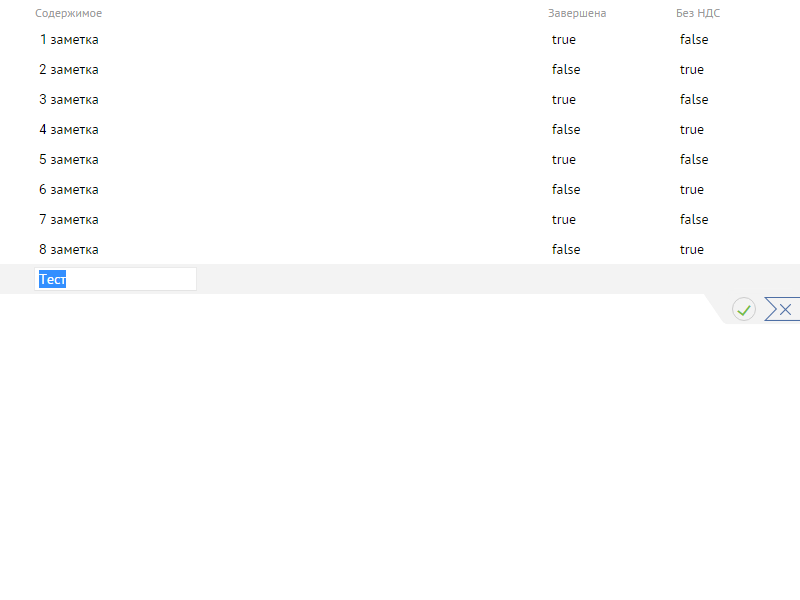 Содержимое Завершена Без НДС
1 заметка true false
2 заметка false true
3 заметка true false
4 заметка false true
5 заметка true false
6 заметка false true
7 заметка true false
8 заметка false true
Тест